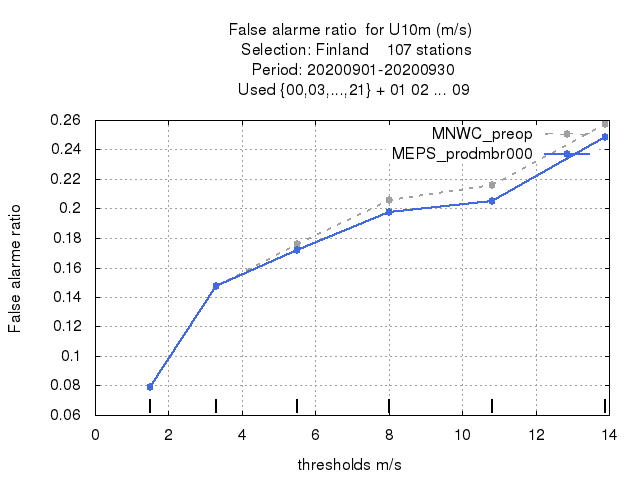 False alarme ratio  for U10m (m/s)
Selection: Finland    107 stations
Period: 20200901-20200930
Used {00,03,...,21} + 01 02 ... 09
MNWC_preop
MEPS_prodmbr000
False alarme ratio
0.26
0.24
0.22
0.2
0.18
0.16
0.14
0.12
0.1
0.08
0.06
0 2 4 6 8 10 12 14
thresholds m/s